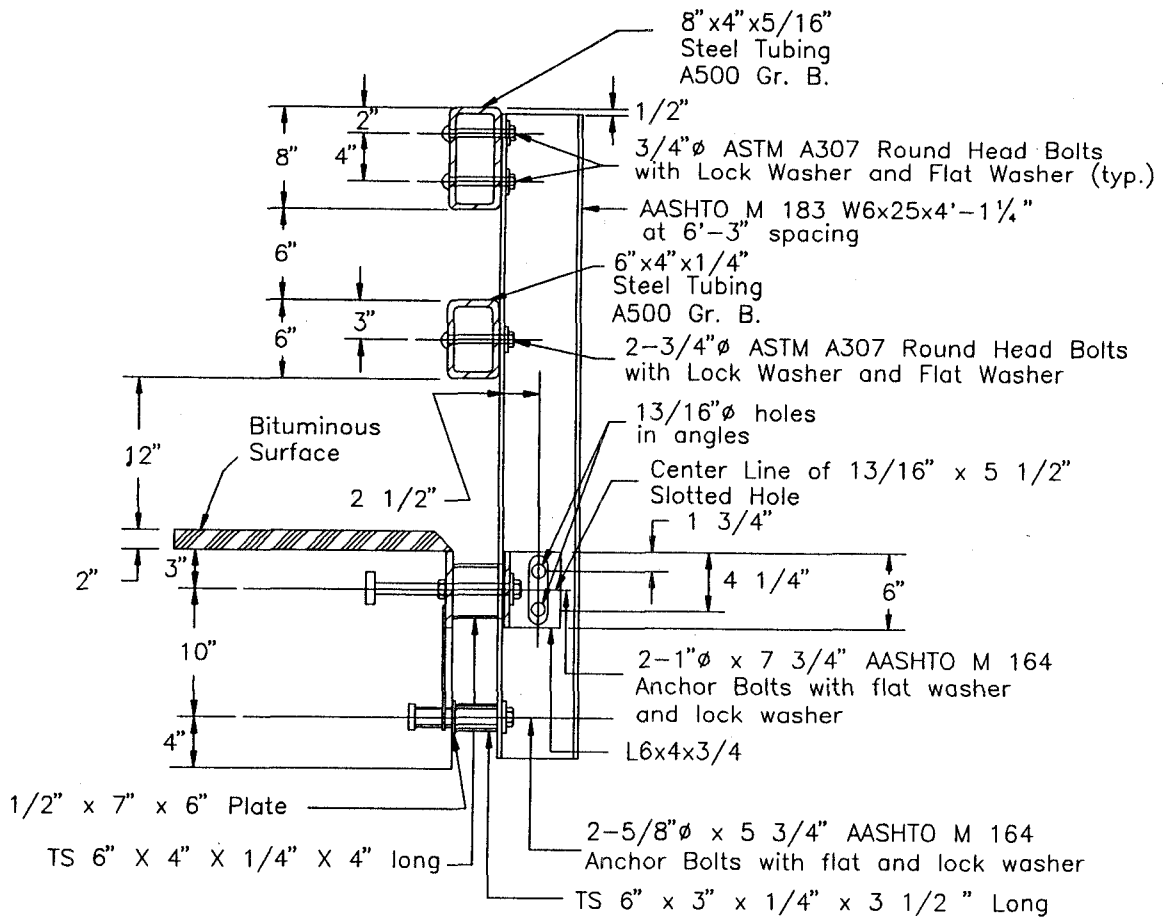 8"x4"x5/16"
Steel Tubing
A500 Gr. B.
2"
1/2"
8"
4"
3/4"ø ASTM A307 Round Head Bolts
with Lock Washer and Flat Washer (typ.)
AASHTO M 183 W6x25x4'-1¼"
at 6'-3" spacing
6"
6"x4"x1/4"
Steel Tubing
A500 Gr. B.
3"
6"
2-3/4"ø ASTM A307 Round Head Bolts
with Lock Washer and Flat Washer
13/16"ø holes
in angles
Bituminous
Surface
12"
Center Line of 13/16" x 5 1/2"
Slotted Hole
2 1/2"
1 3/4"
2"
3"
4 1/4"
6"
10"
2-1"ø x 7 3/4" AASHTO M 164
Anchor Bolts with flat washer
and lock washer
4"
L6x4x3/4
1/2" x 7" x 6" Plate
2-5/8"ø x 5 3/4" AASHTO M 164
Anchor Bolts with flat and lock washer
TS 6" X 4" X 1/4" X 4" long
TS 6" x 3" x 1/4" x 3 1/2 " Long